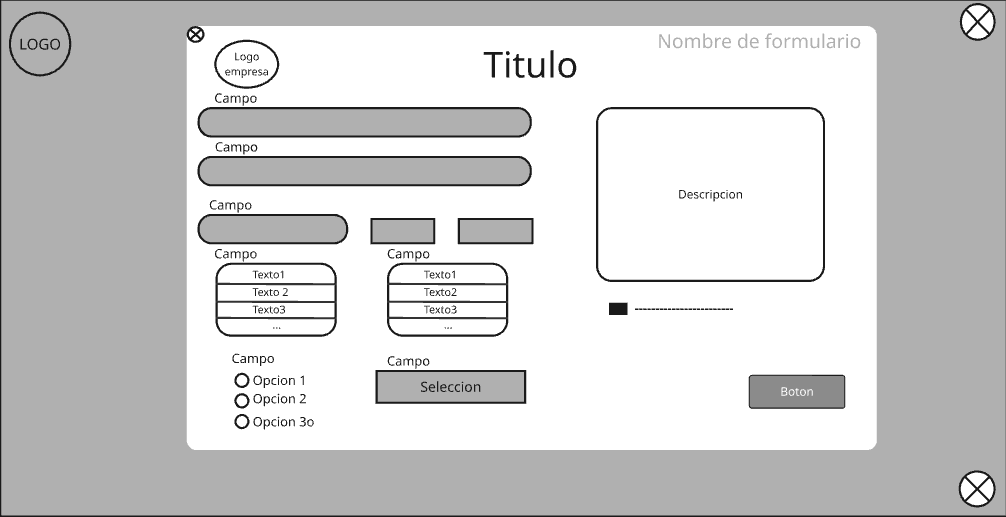 LOGO
Nombre de formulario
Logo
empresa
Titulo
Campo
Campo
Campo
Campo
Texto1
Texto 2
Texto3
...
Campo
Texto1
Texto2
Texto3
...
Campo
Opcion 1
Opcion 2
Opcion 3o
Campo
Seleccion
Descripcion
------------------------
Boton